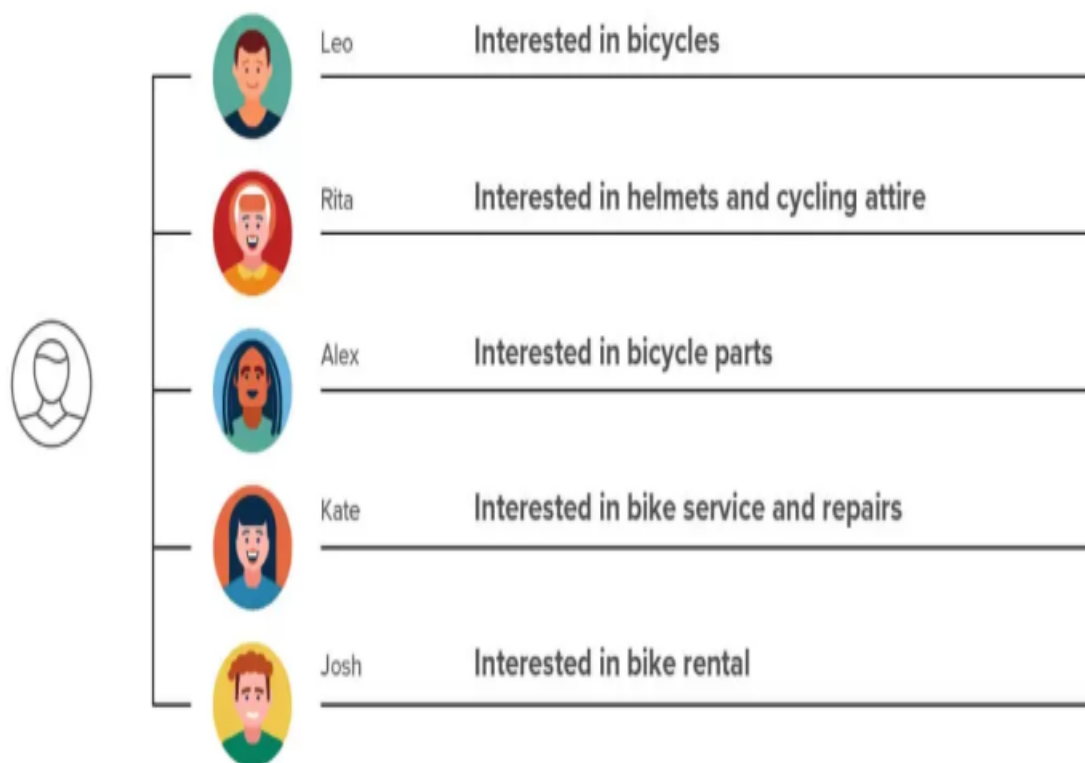 Leo Interested in bicycles
Rita Interested in helmets and cycling attire
Alex Interested in bicycle parts
Kate Interested in bike service and repairs
Josh Interested in bike rental